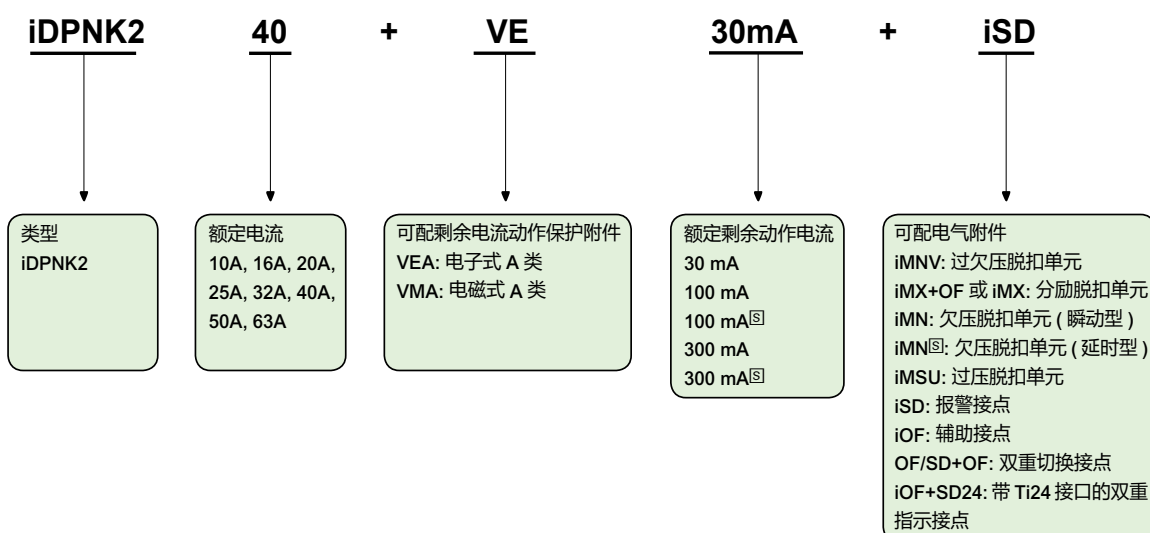 iDPNK2 40 + VE 30mA + iSD
类型
iDPNK2
额定电流
10A, 16A, 20A,
25A, 32A, 40A,
50A, 63A
可配剩余电流动作保护附件
VEA: 电子式 A 类
VMA: 电磁式 A 类
额定剩余动作电流
30 mA
100 mA
100 mA🅂
300 mA
300 mA🅂
可配电气附件
iMNV: 过欠压脱扣单元
iMX+OF 或 iMX: 分励脱扣单元
iMN: 欠压脱扣单元 ( 瞬动型 )
iMN🅂: 欠压脱扣单元 ( 延时型 )
iMSU: 过压脱扣单元
iSD: 报警接点
iOF: 辅助接点
OF/SD+OF: 双重切换接点
iOF+SD24: 带 Ti24 接口的双重
指示接点